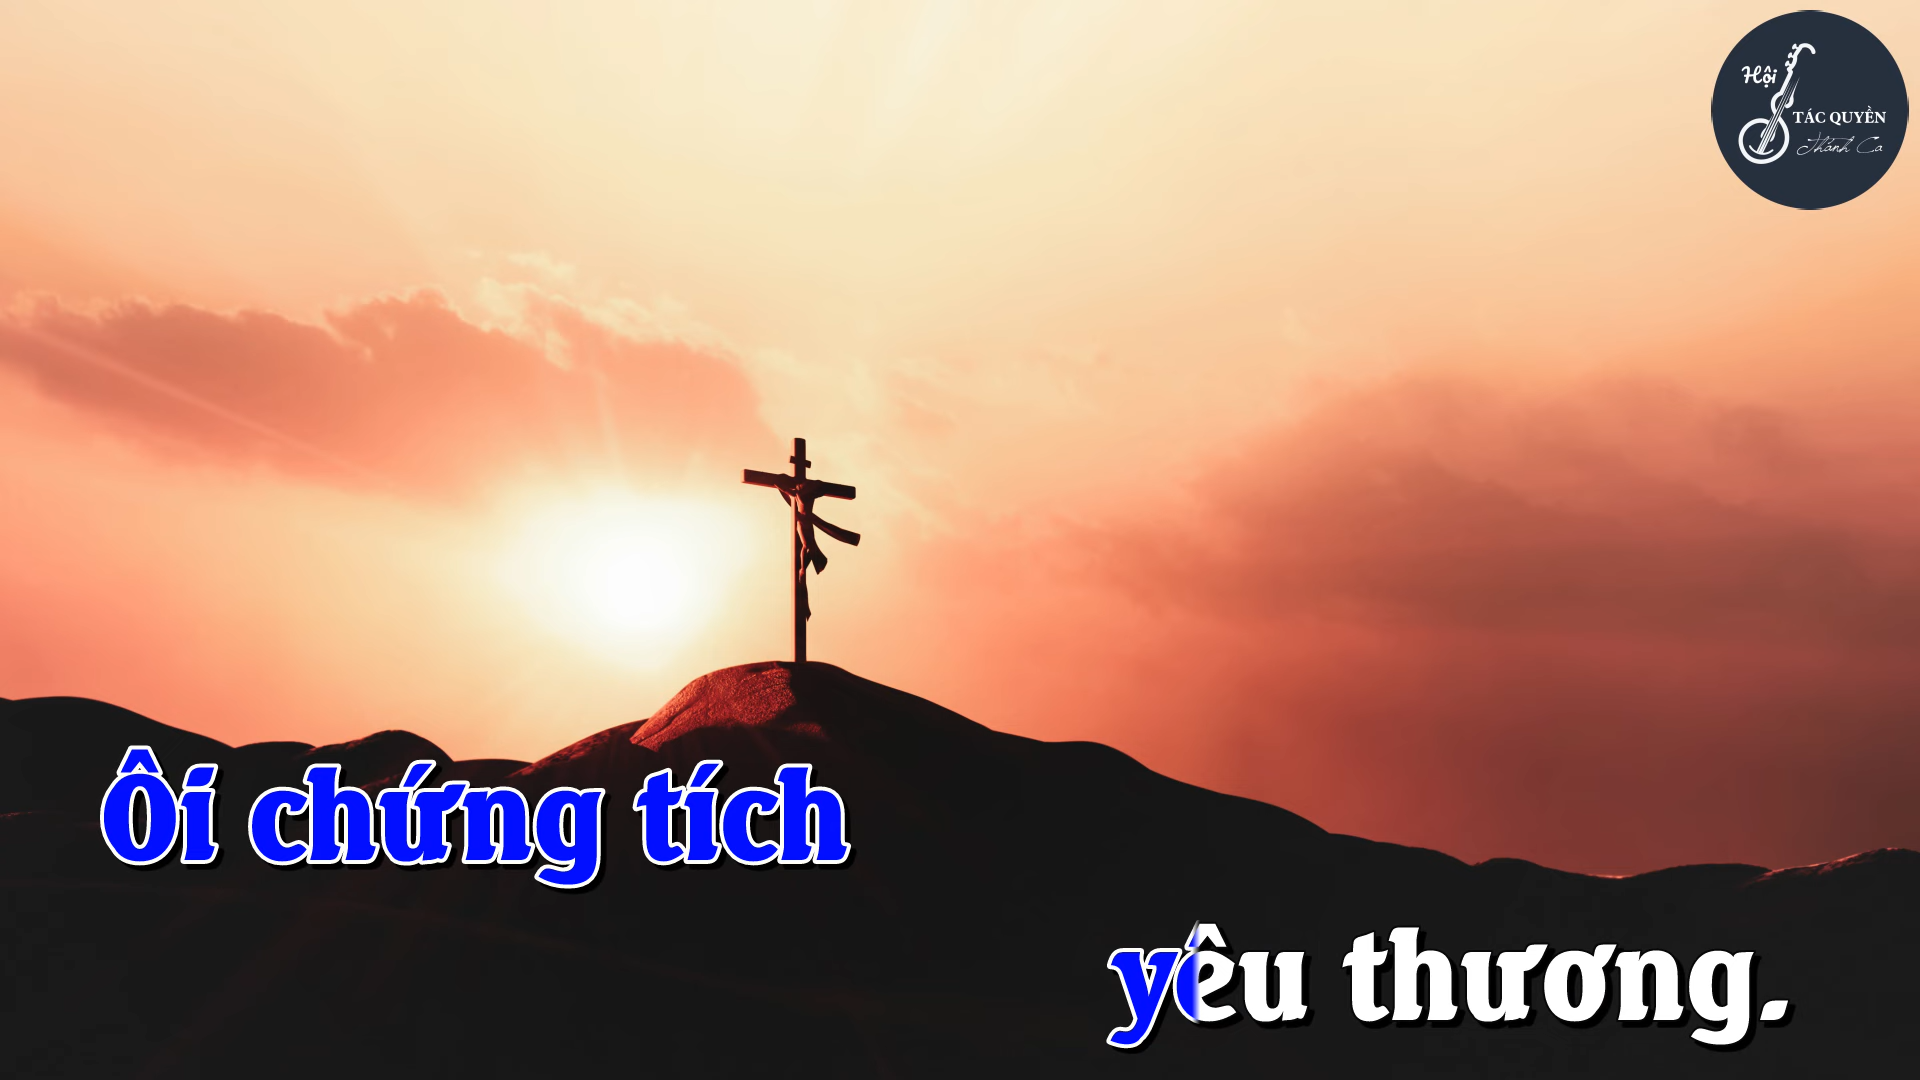 Hội
TÁC QUYỀN
Thánh Ca
Ôi chứng tích
yêu thương.